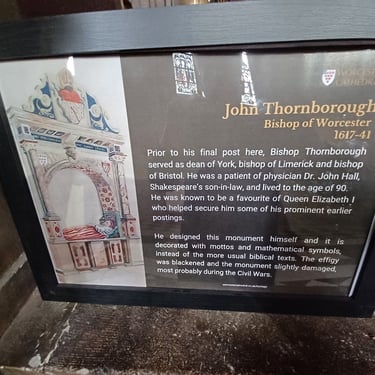 WORCESTER
CATHEDRAL
John Thornborough
Bishop of Worcester
1617-41
Prior to his final post here, Bishop Thornborough
served as dean of York, bishop of Limerick and bishop
of Bristol. He was a patient of physician Dr. John Hall,
Shakespeare's son-in-law, and lived to the age of 90.
He was known to be a favourite of Queen Elizabeth I
who helped secure him some of his prominent earlier
postings.
He designed this monument himself and it is
decorated with mottos and mathematical symbols,
instead of the more usual biblical texts. The effigy
was blackened and the monument slightly damaged,
most probably during the Civil Wars.